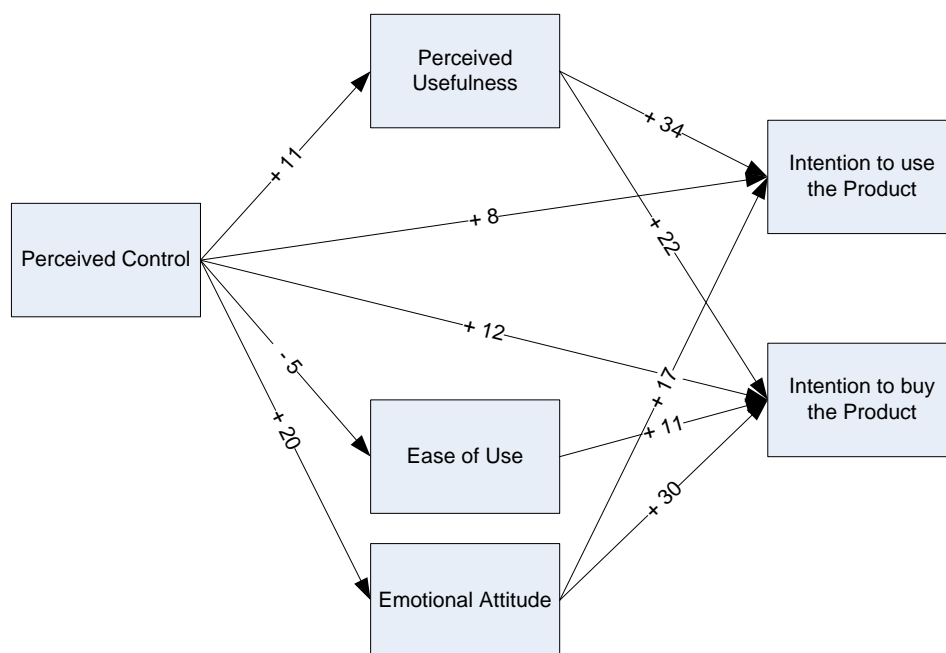 Perceived
Usefulness
+ 34
Intention to use
the Product
+ 11
+ 8
+ 22
Perceived Control
+ 12
- 5
+ 17
Intention to buy
the Product
+ 20
Ease of Use
+ 11
+ 30
Emotional Attitude